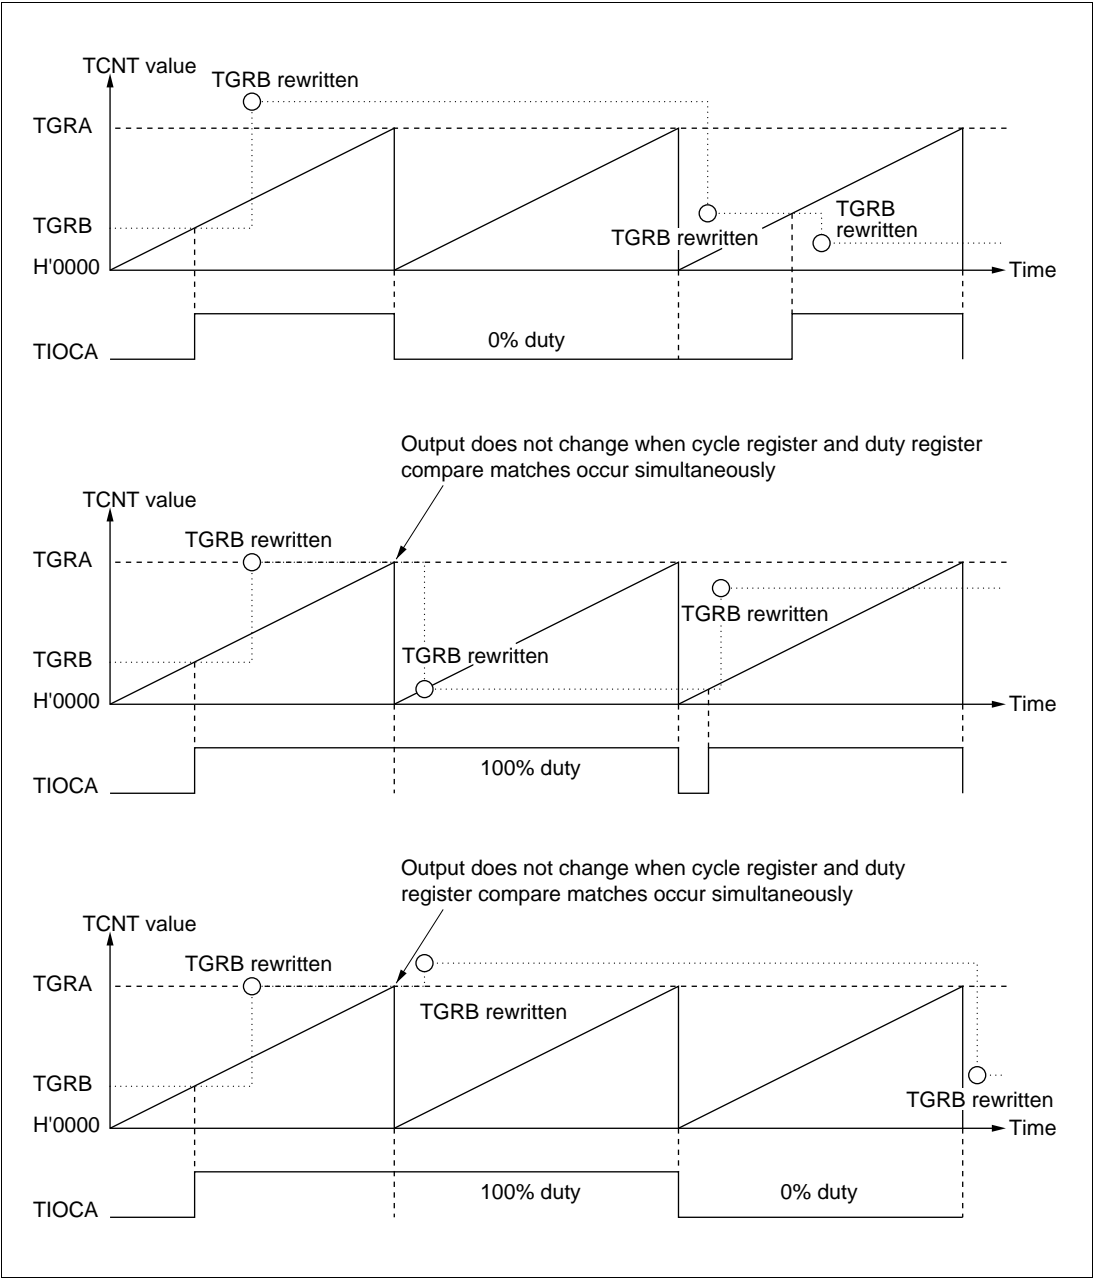 TCNT value
TGRB rewritten
TGRA
TGRB
TGRB
rewritten
TGRB rewritten
H'0000
Time
0% duty
TIOCA
Output does not change when cycle register and duty register
compare matches occur simultaneously
TCNT value
TGRB rewritten
TGRA
TGRB rewritten
TGRB
TGRB rewritten
H'0000
Time
100% duty
TIOCA
Output does not change when cycle register and duty
register compare matches occur simultaneously
TCNT value
TGRB rewritten
TGRA
TGRB rewritten
TGRB
TGRB rewritten
H'0000
Time
100% duty
0% duty
TIOCA